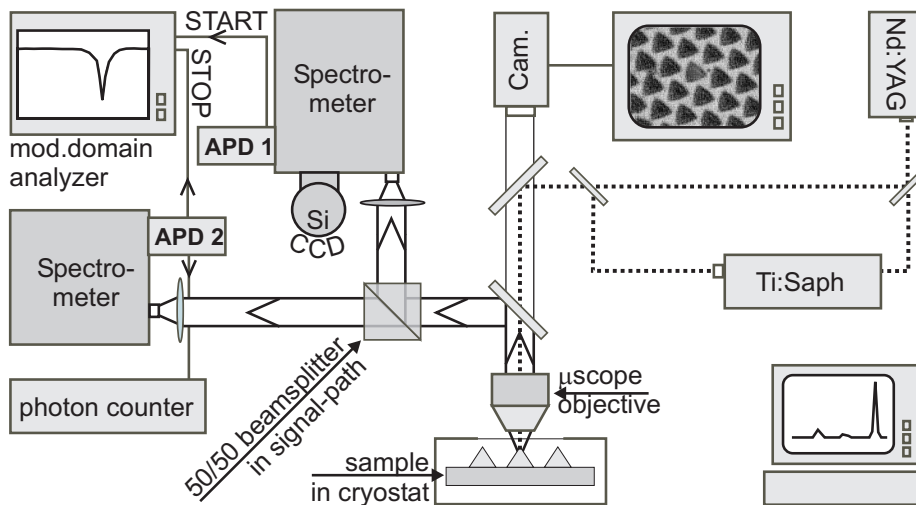 START
STOP
mod.domain
analyzer
APD 1
Spectro-
meter
Si
CCD
Cam.
Nd:YAG
Ti:Saph
APD 2
Spectro-
meter
photon counter
50/50 beamsplitter
in signal-path
μscope
objective
sample
in cryostat